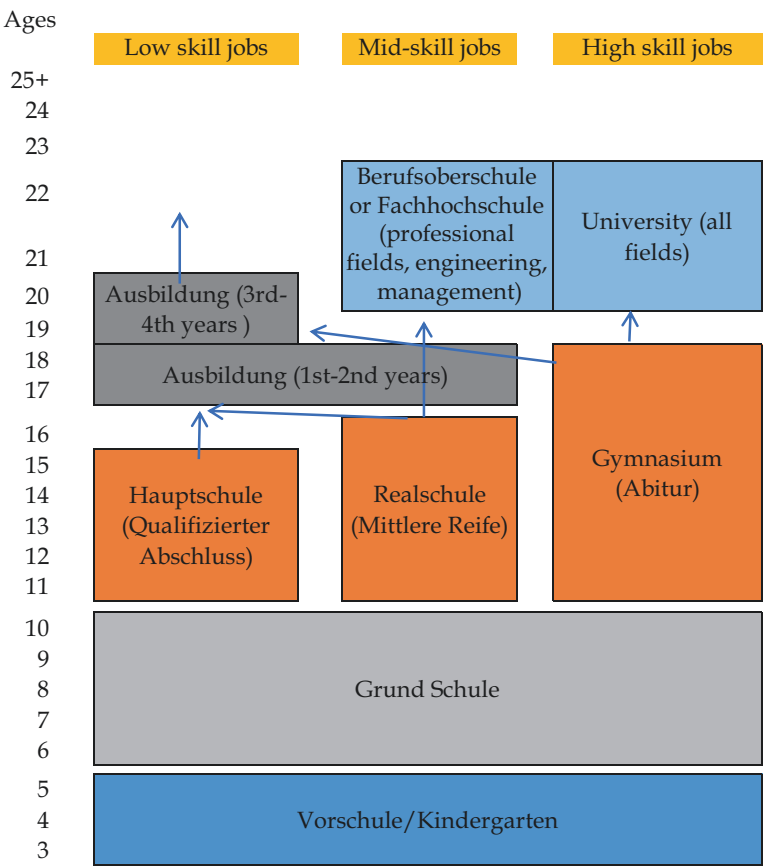 Ages
Low skill jobs
Mid-skill jobs
High skill jobs
25+
24
23
22
21
20
19
18
17
16
15
14
13
12
11
10
9
8
7
6
5
4
3
Berufsoberschule
or Fachhochschule
(professional
fields, engineering,
management)
University (all
fields)
Ausbildung (3rd-
4th years )
Ausbildung (1st-2nd years)
Hauptschule
(Qualifizierter
Abschluss)
Realschule
(Mittlere Reife)
Gymnasium
(Abitur)
Grund Schule
Vorschule/Kindergarten